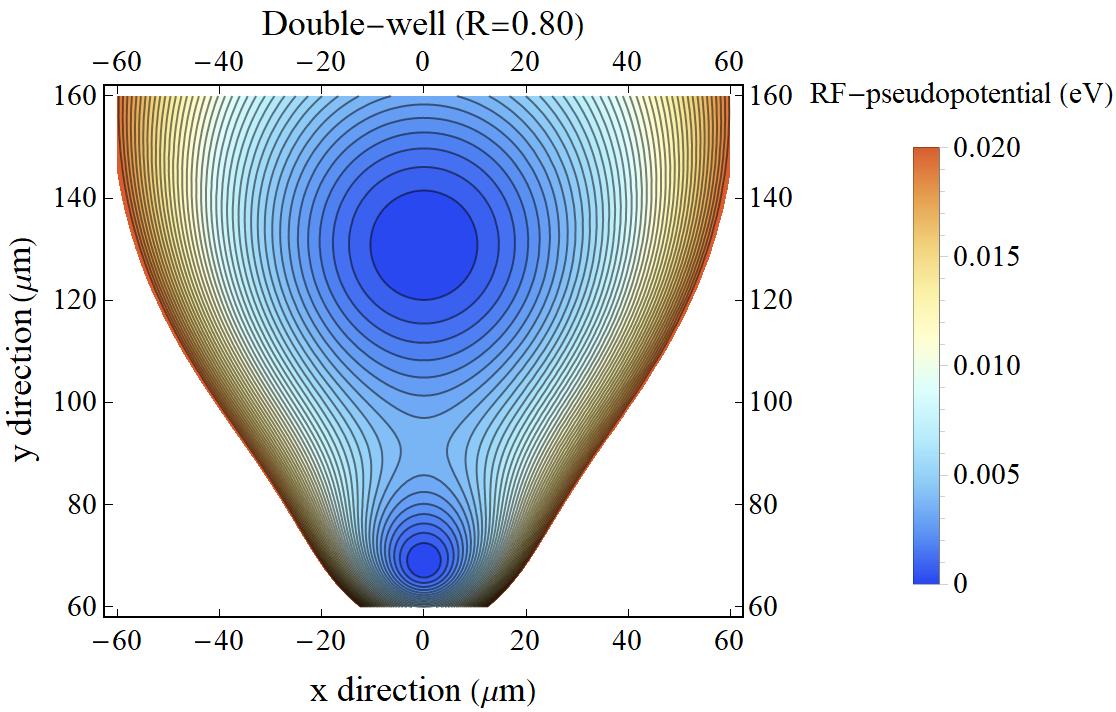 Double−well (R=0.80)
−60 −40 −20 0 20 40 60
160 160 RF−pseudopotential (eV)
0.020
140 140
0.015
120 120
y direction (μm)
0.010
100 100
0.005
80 80
0
60 60
−60 −40 −20 0 20 40 60
x direction (μm)